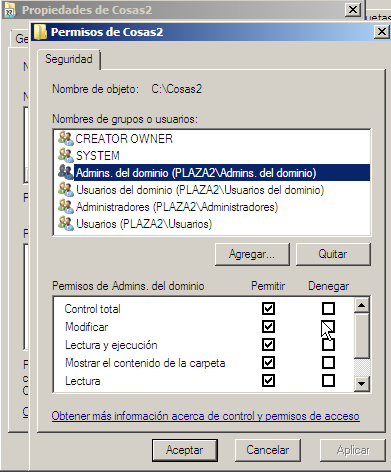 Propiedades de Cosas2
Permisos de Cosas2
Seguridad
Nombre de objeto: C:\Cosas2
Nombres de grupos o usuarios:
CREATOR OWNER
SYSTEM
Admins. del dominio (PLAZA2\Admins. del dominio)
Usuarios del dominio (PLAZA2\Usuarios del dominio)
Administradores (PLAZA2\Administradores)
Usuarios (PLAZA2\Usuarios)
Agregar... Quitar
Permisos de Admins. del dominio Permitir Denegar
Control total
Modificar
Lectura y ejecución
Mostrar el contenido de la carpeta
Lectura
Obtener más información acerca de control y permisos de acceso
Aceptar Cancelar Aplicar